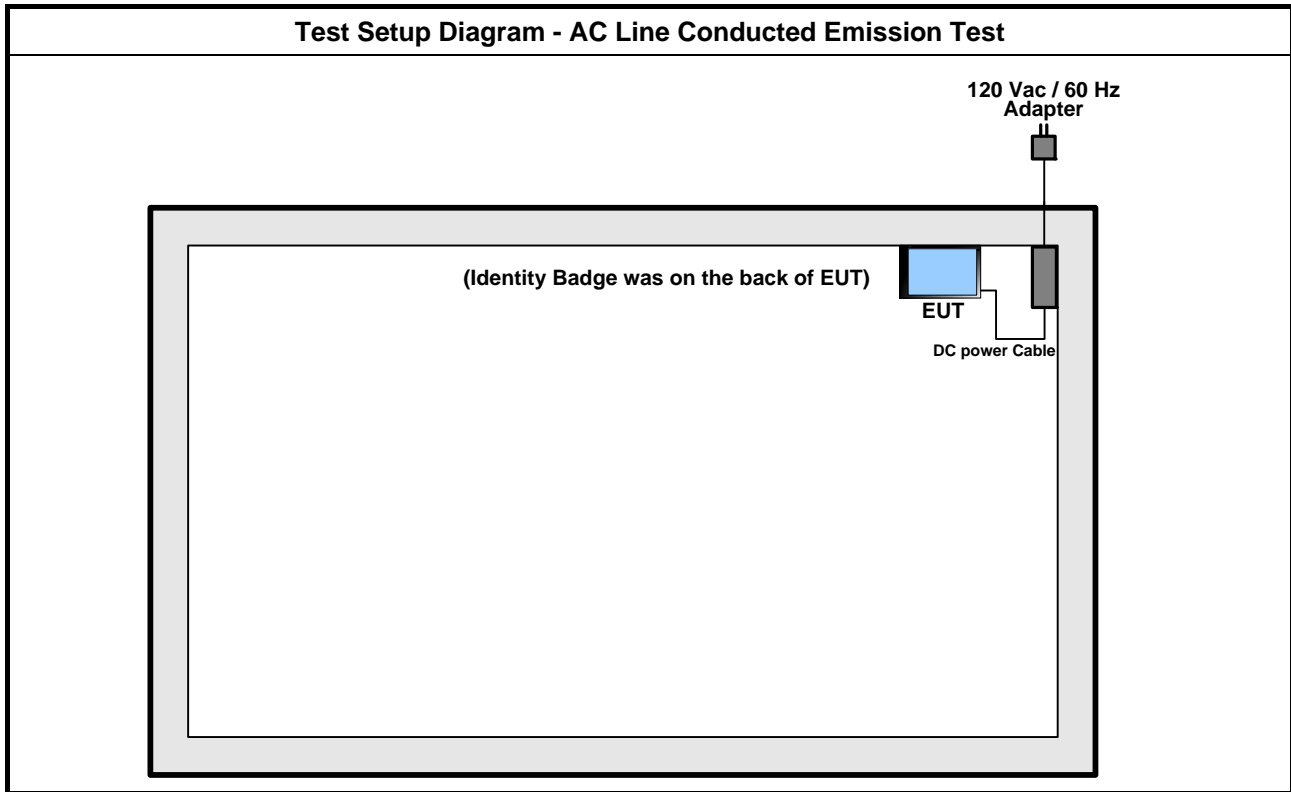 Test Setup Diagram - AC Line Conducted Emission Test
120 Vac / 60 Hz
Adapter
(Identity Badge was on the back of EUT)
EUT
DC power Cable